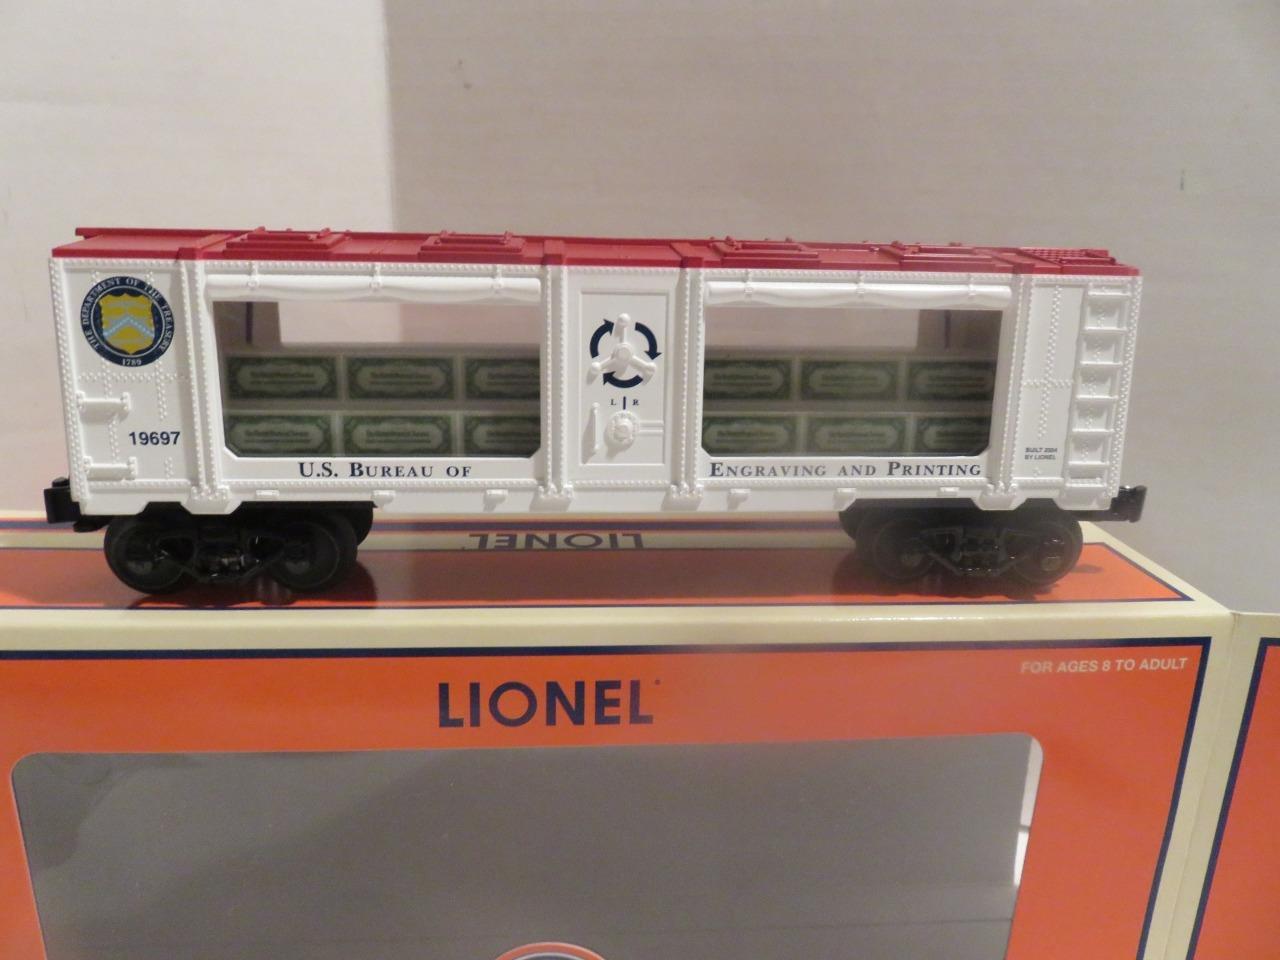 THE DEPARTMENT OF THE TREASURY
1789
19697
L R
U.S. BUREAU OF ENGRAVING AND PRINTING
BUILT 2004
BY LIONEL
LIONEL
FOR AGES 8 TO ADULT
LIONEL